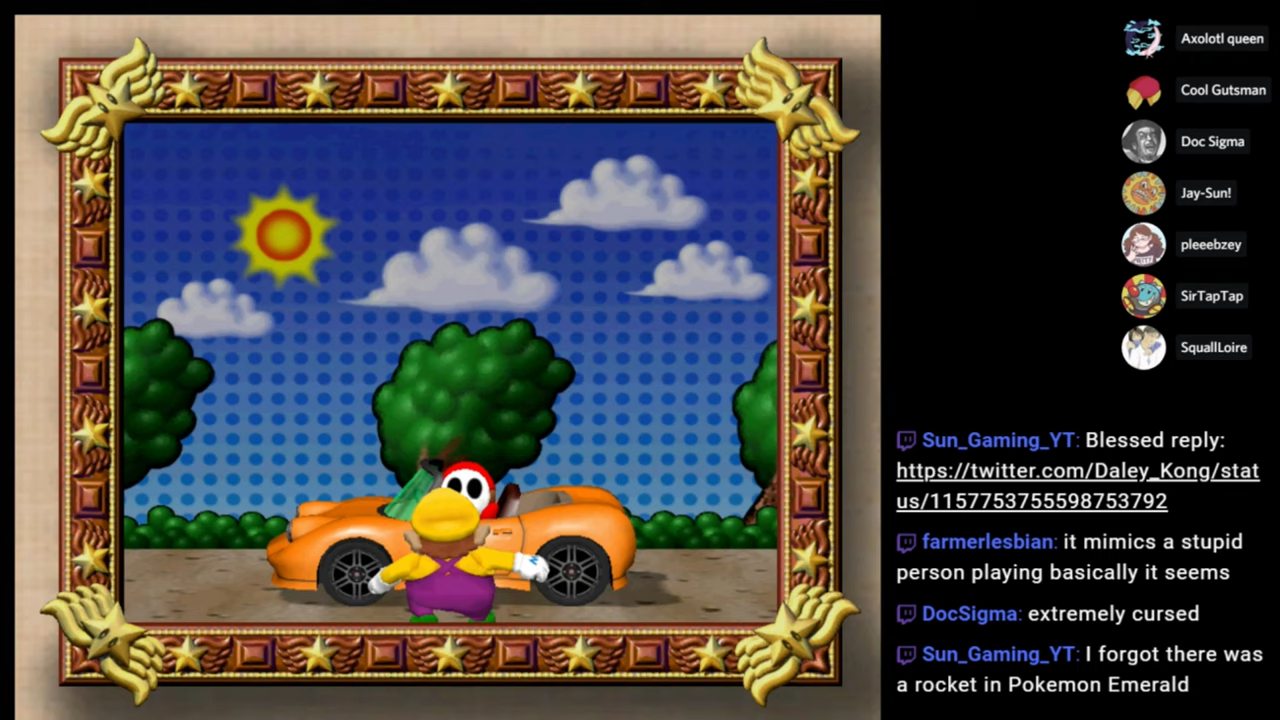 Axolotl queen
Cool Gutsman
Doc Sigma
Jay-Sun!
pleeebzey
SirTapTap
SquallLoire
Sun_Gaming_YT: Blessed reply:
https://twitter.com/Daley_Kong/stat
us/1157753755598753792
farmerlesbian: it mimics a stupid
person playing basically it seems
DocSigma: extremely cursed
Sun_Gaming_YT: I forgot there was
a rocket in Pokemon Emerald